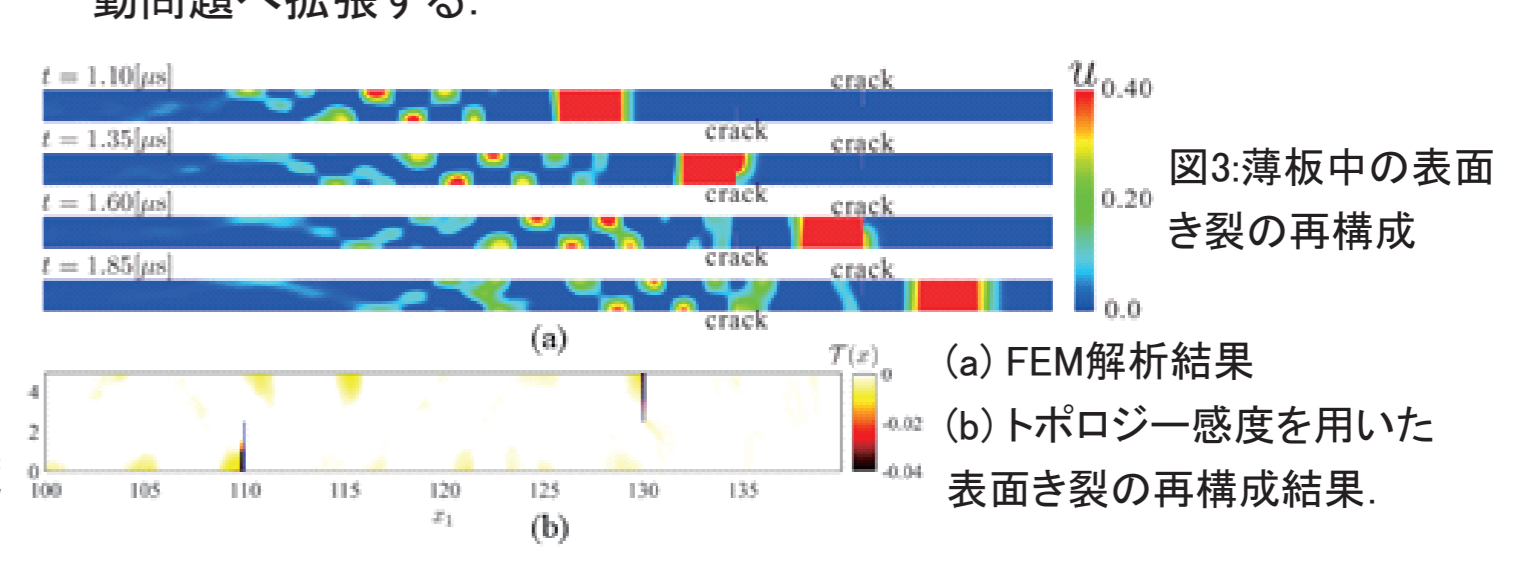 動問題へ拡張する.
t = 1.10[μs]
crack
crack
t = 1.35[μs]
crack
crack
t = 1.60[μs]
crack
crack
t = 1.85[μs]
crack
crack
(a)
u
0.40
0.20
0.0
図3:薄板中の表面
き裂の再構成
T(x)
0
-0.02
-0.04
4
2
0
100 105 110 115 120 125 130 135
x₁
(b)
(a) FEM解析結果
(b) トポロジー感度を用いた
表面き裂の再構成結果.